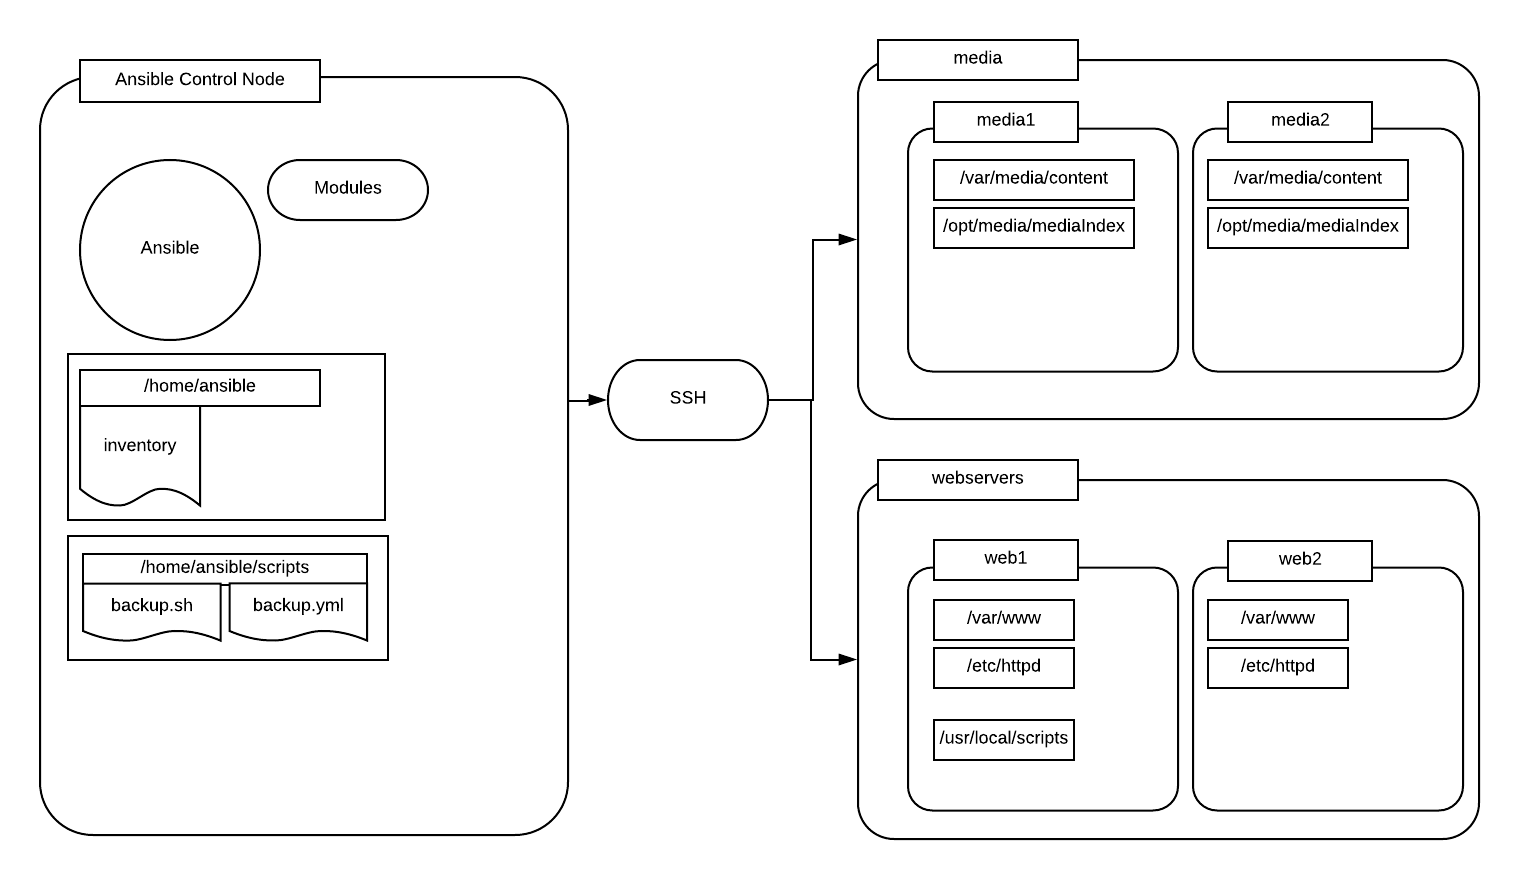 Ansible Control Node
Modules
Ansible
/home/ansible
inventory
/home/ansible/scripts
backup.sh
backup.yml
SSH
media
media1
/var/media/content
/opt/media/mediaIndex
media2
/var/media/content
/opt/media/mediaIndex
webservers
web1
/var/www
/etc/httpd
/usr/local/scripts
web2
/var/www
/etc/httpd